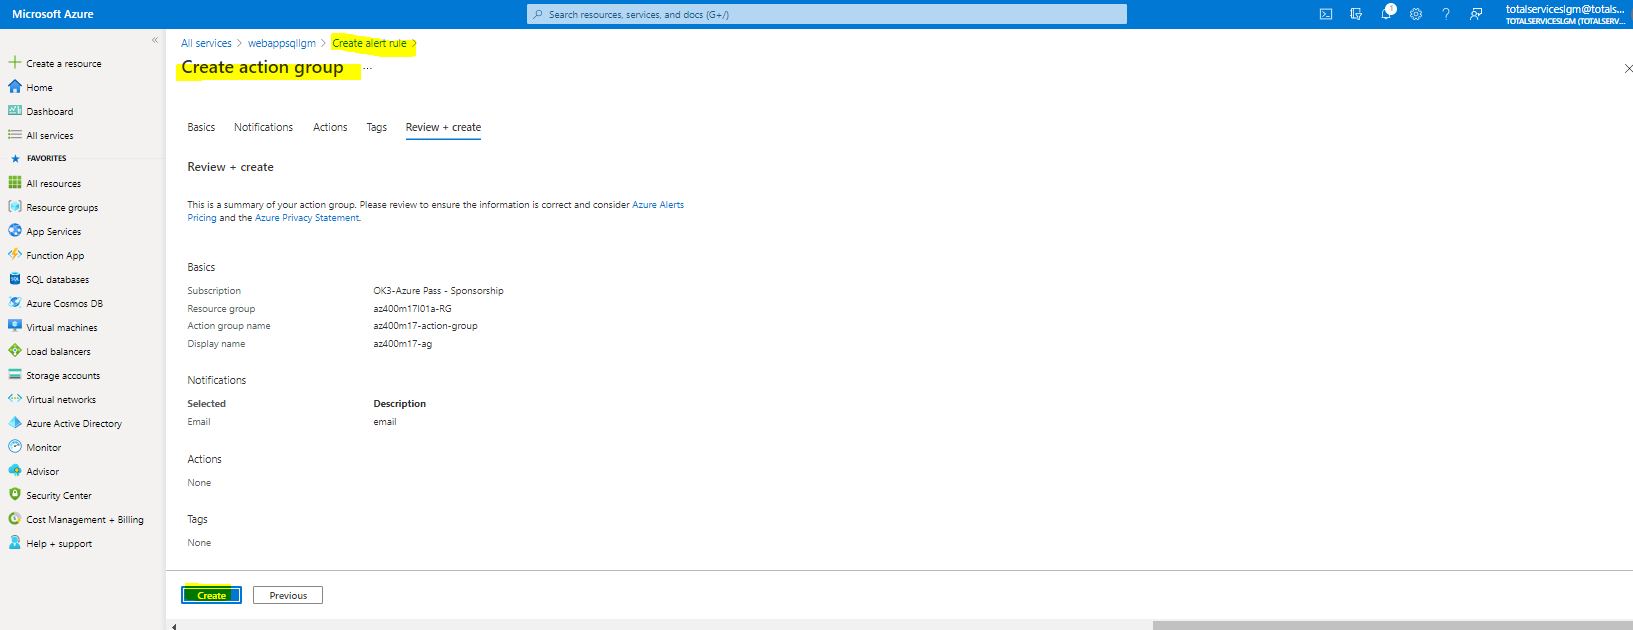 Microsoft Azure
Search resources, services, and docs (G+/)
1
totalserviceslgm@totals...
TOTALSERVICESLGM (TOTALSERV...
All services > webappsqllgm > Create alert rule >
Create action group ...
Create a resource
Home
Dashboard
All services
FAVORITES
All resources
Resource groups
App Services
Function App
SQL databases
Azure Cosmos DB
Virtual machines
Load balancers
Storage accounts
Virtual networks
Azure Active Directory
Monitor
Advisor
Security Center
Cost Management + Billing
Help + support
Basics Notifications Actions Tags Review + create
Review + create
This is a summary of your action group. Please review to ensure the information is correct and consider Azure Alerts
Pricing and the Azure Privacy Statement.
Basics
Subscription OK3-Azure Pass - Sponsorship
Resource group az400m17l01a-RG
Action group name az400m17-action-group
Display name az400m17-ag
Notifications
Selected Description
Email email
Actions
None
Tags
None
Create Previous